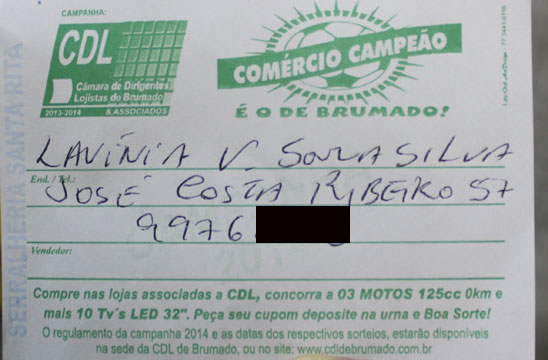 CAMPANHA:
CDL
Câmara de Dirigentes
Lojistas de Brumado
2013-2014 & ASSOCIADOS
COMÉRCIO CAMPEÃO
É O DE BRUMADO!
SERRALHERIA SANTA RITA
LAVÍNIA V. SOUZA SILVA
End. / Tel.:
JOSÉ COSTA RIBEIRO 57
9976
Vendedor:
Compre nas lojas associadas a CDL, concorra a 03 MOTOS 125cc 0km e
mais 10 Tv´s LED 32". Peça seu cupom deposite na urna e Boa Sorte!
O regulamento da campanha 2014 e as datas dos respectivos sorteios, estarão disponíveis
na sede da CDL de Brumado, ou no site: www.cdldebrumado.com.br